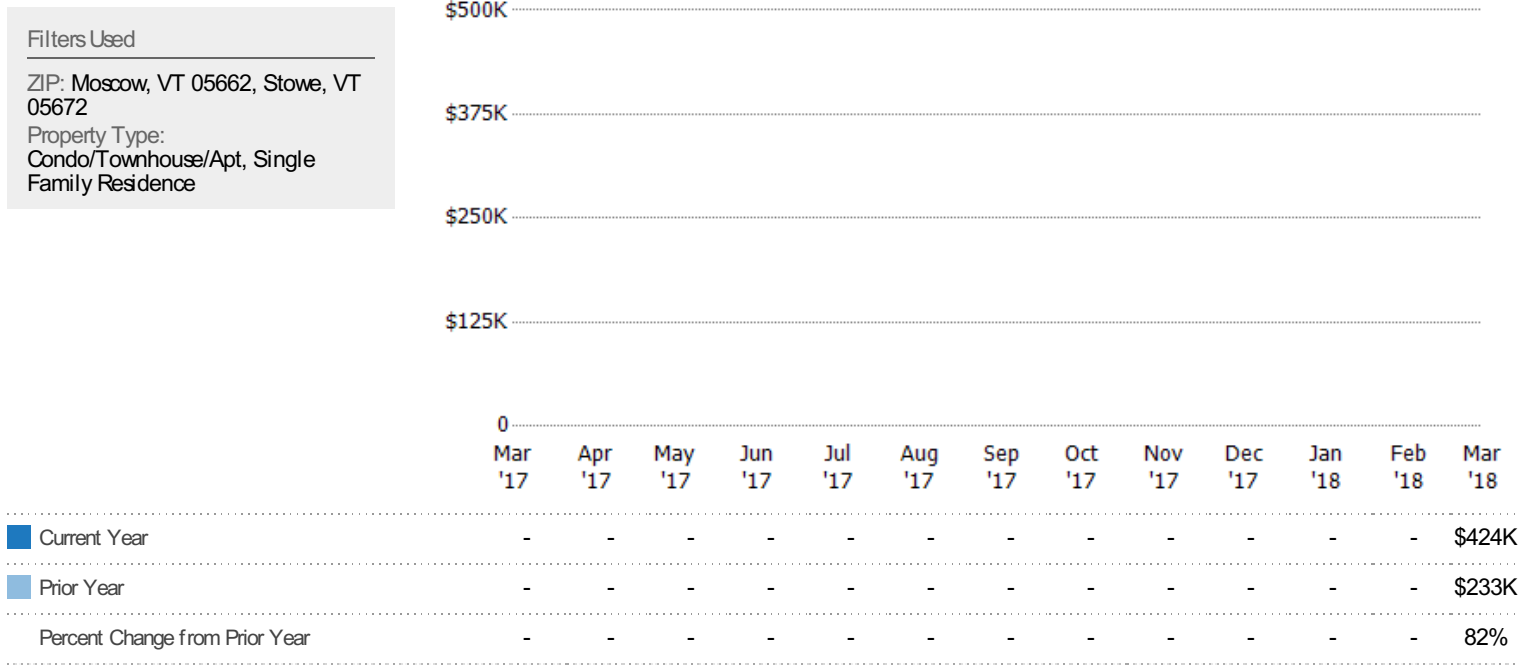 Filters Used
ZIP: Moscow, VT 05662, Stowe, VT
05672
Property Type:
Condo/Townhouse/Apt, Single
Family Residence
$500K
$375K
$250K
$125K
0
Mar Apr May Jun Jul Aug Sep Oct Nov Dec Jan Feb Mar
'17 '17 '17 '17 '17 '17 '17 '17 '17 '17 '18 '18 '18
Current Year - - - - - - - - - - - - $424K
Prior Year - - - - - - - - - - - - $233K
Percent Change from Prior Year - - - - - - - - - - - - 82%